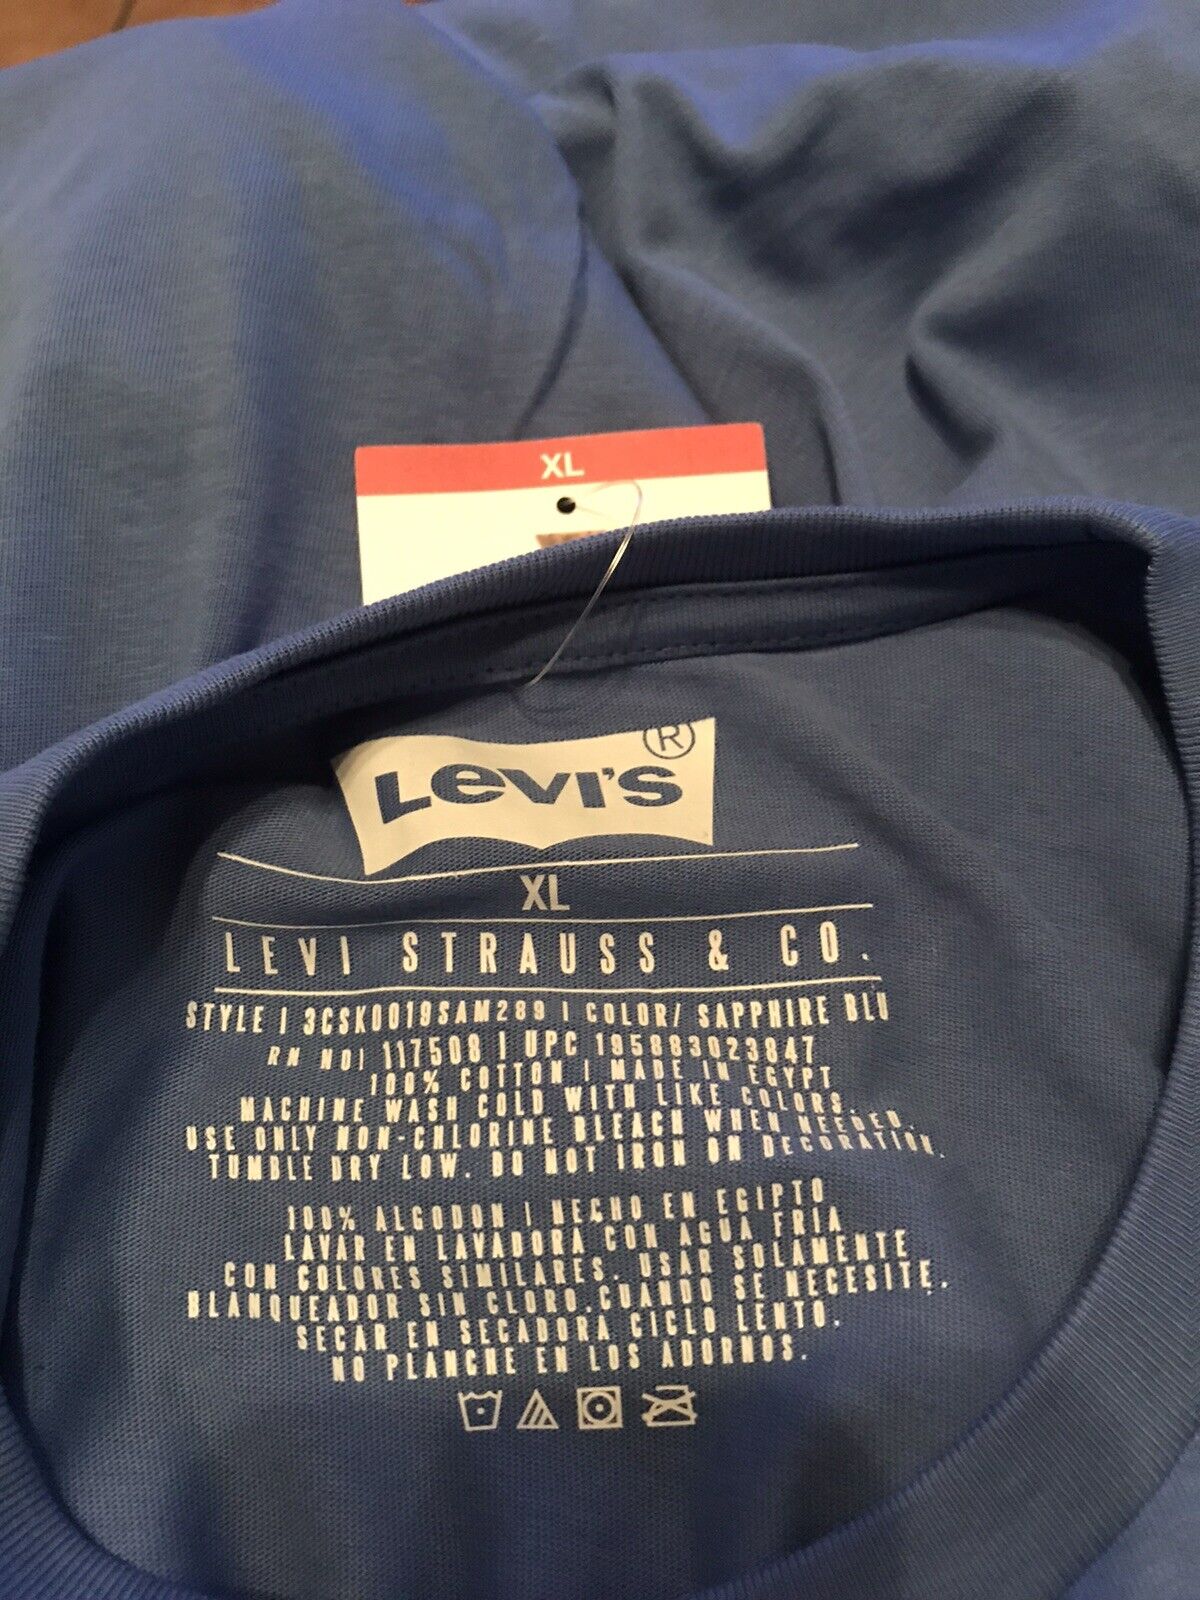 XL
LEVI'S®
XL
LEVI STRAUSS & CO.
STYLE | 3CSK0019SAM289 | COLOR/ SAPPHIRE BLU
RN NO| 117508 | UPC 195883023847
100% COTTON | MADE IN EGYPT
MACHINE WASH COLD WITH LIKE COLORS.
USE ONLY NON-CHLORINE BLEACH WHEN NEEDED.
TUMBLE DRY LOW. DO NOT IRON ON DECORATION.
100% ALGODON | HECHO EN EGIPTO
LAVAR EN LAVADORA CON AGUA FRIA
CON COLORES SIMILARES. USAR SOLAMENTE
BLANQUEADOR SIN CLORO.CUANDO SE NECESITE.
SECAR EN SECADORA CICLO LENTO.
NO PLANCHE EN LOS ADORNOS.